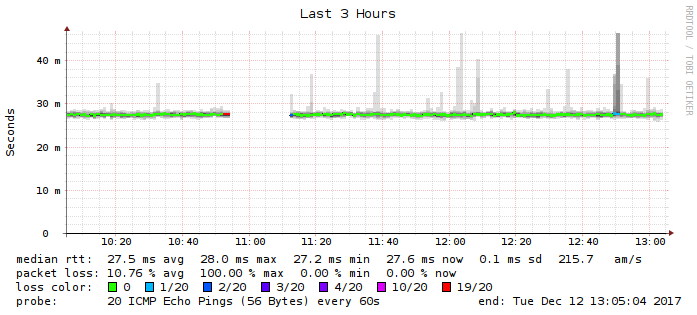 Last 3 Hours
RRDTOOL / TOBI OETIKER
Seconds
40 m
30 m
20 m
10 m
0
10:20 10:40 11:00 11:20 11:40 12:00 12:20 12:40 13:00
median rtt: 27.5 ms avg 28.0 ms max 27.2 ms min 27.6 ms now 0.1 ms sd 215.7 am/s
packet loss: 10.76 % avg 100.00 % max 0.00 % min 0.00 % now
loss color: 0 1/20 2/20 3/20 4/20 10/20 19/20
probe: 20 ICMP Echo Pings (56 Bytes) every 60s end: Tue Dec 12 13:05:04 2017